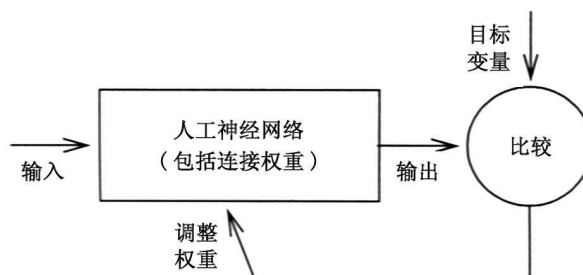 目标
变量
人工神经网络
（包括连接权重）
比较
输入
输出
调整
权重